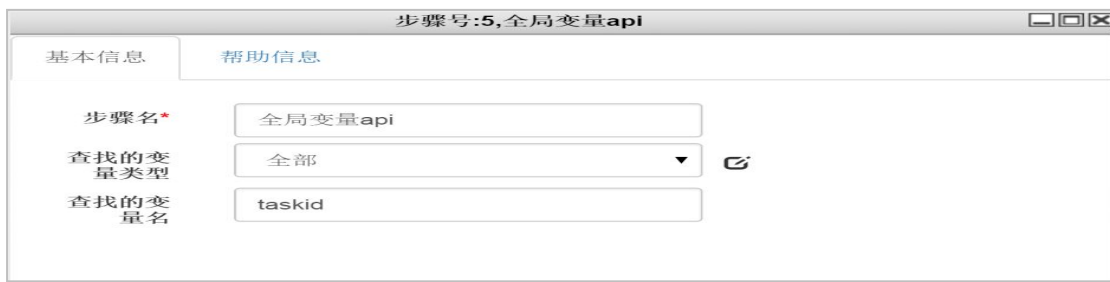 步骤号:5,全局变量api
基本信息 帮助信息
步骤名* 全局变量api
查找的变
量类型
全部
查找的变
量名
taskid